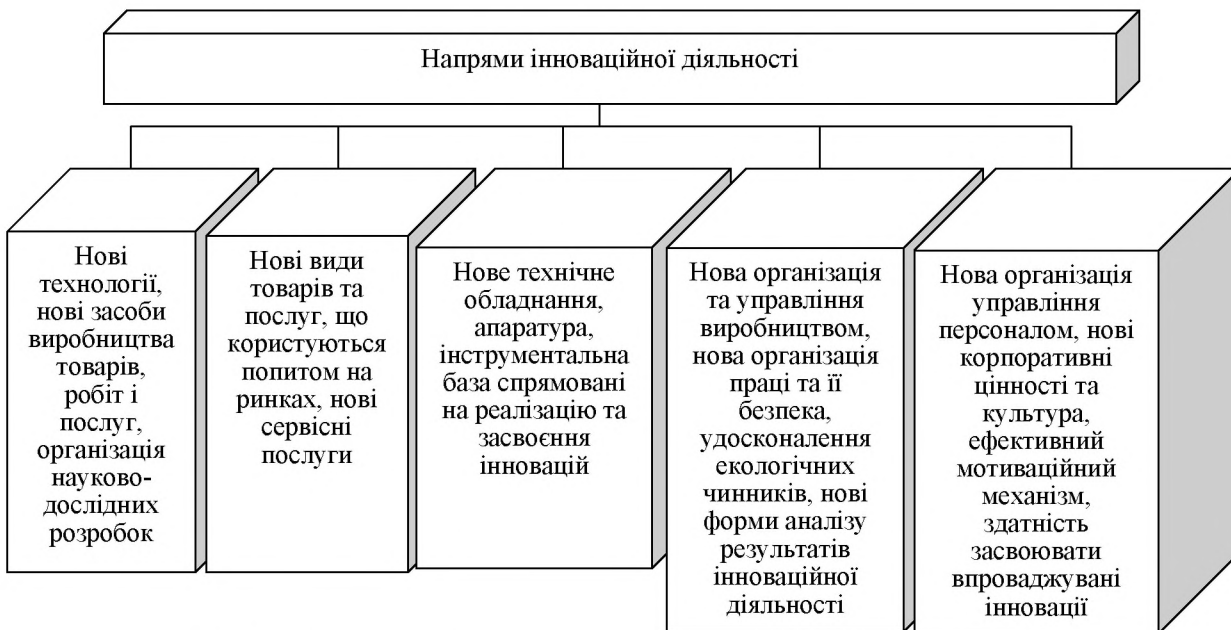 Напрями інноваційної діяльності
Нові
технології,
нові засоби
виробництва
товарів,
робіт і
послуг,
організація
науково-
дослідних
розробок
Нові види
товарів та
послуг, що
користуються
попитом на
ринках, нові
сервісні
послуги
Нове технічне
обладнання,
апаратура,
інструментальна
база спрямовані
на реалізацію та
засвоєння
інновацій
Нова організація
та управління
виробництвом,
нова організація
праці та її
безпека,
удосконалення
екологічних
чинників, нові
форми аналізу
результатів
інноваційної
діяльності
Нова організація
управління
персоналом, нові
корпоративні
цінності та
культура,
ефективний
мотиваційний
механізм,
здатність
засвоювати
впроваджувані
інновації